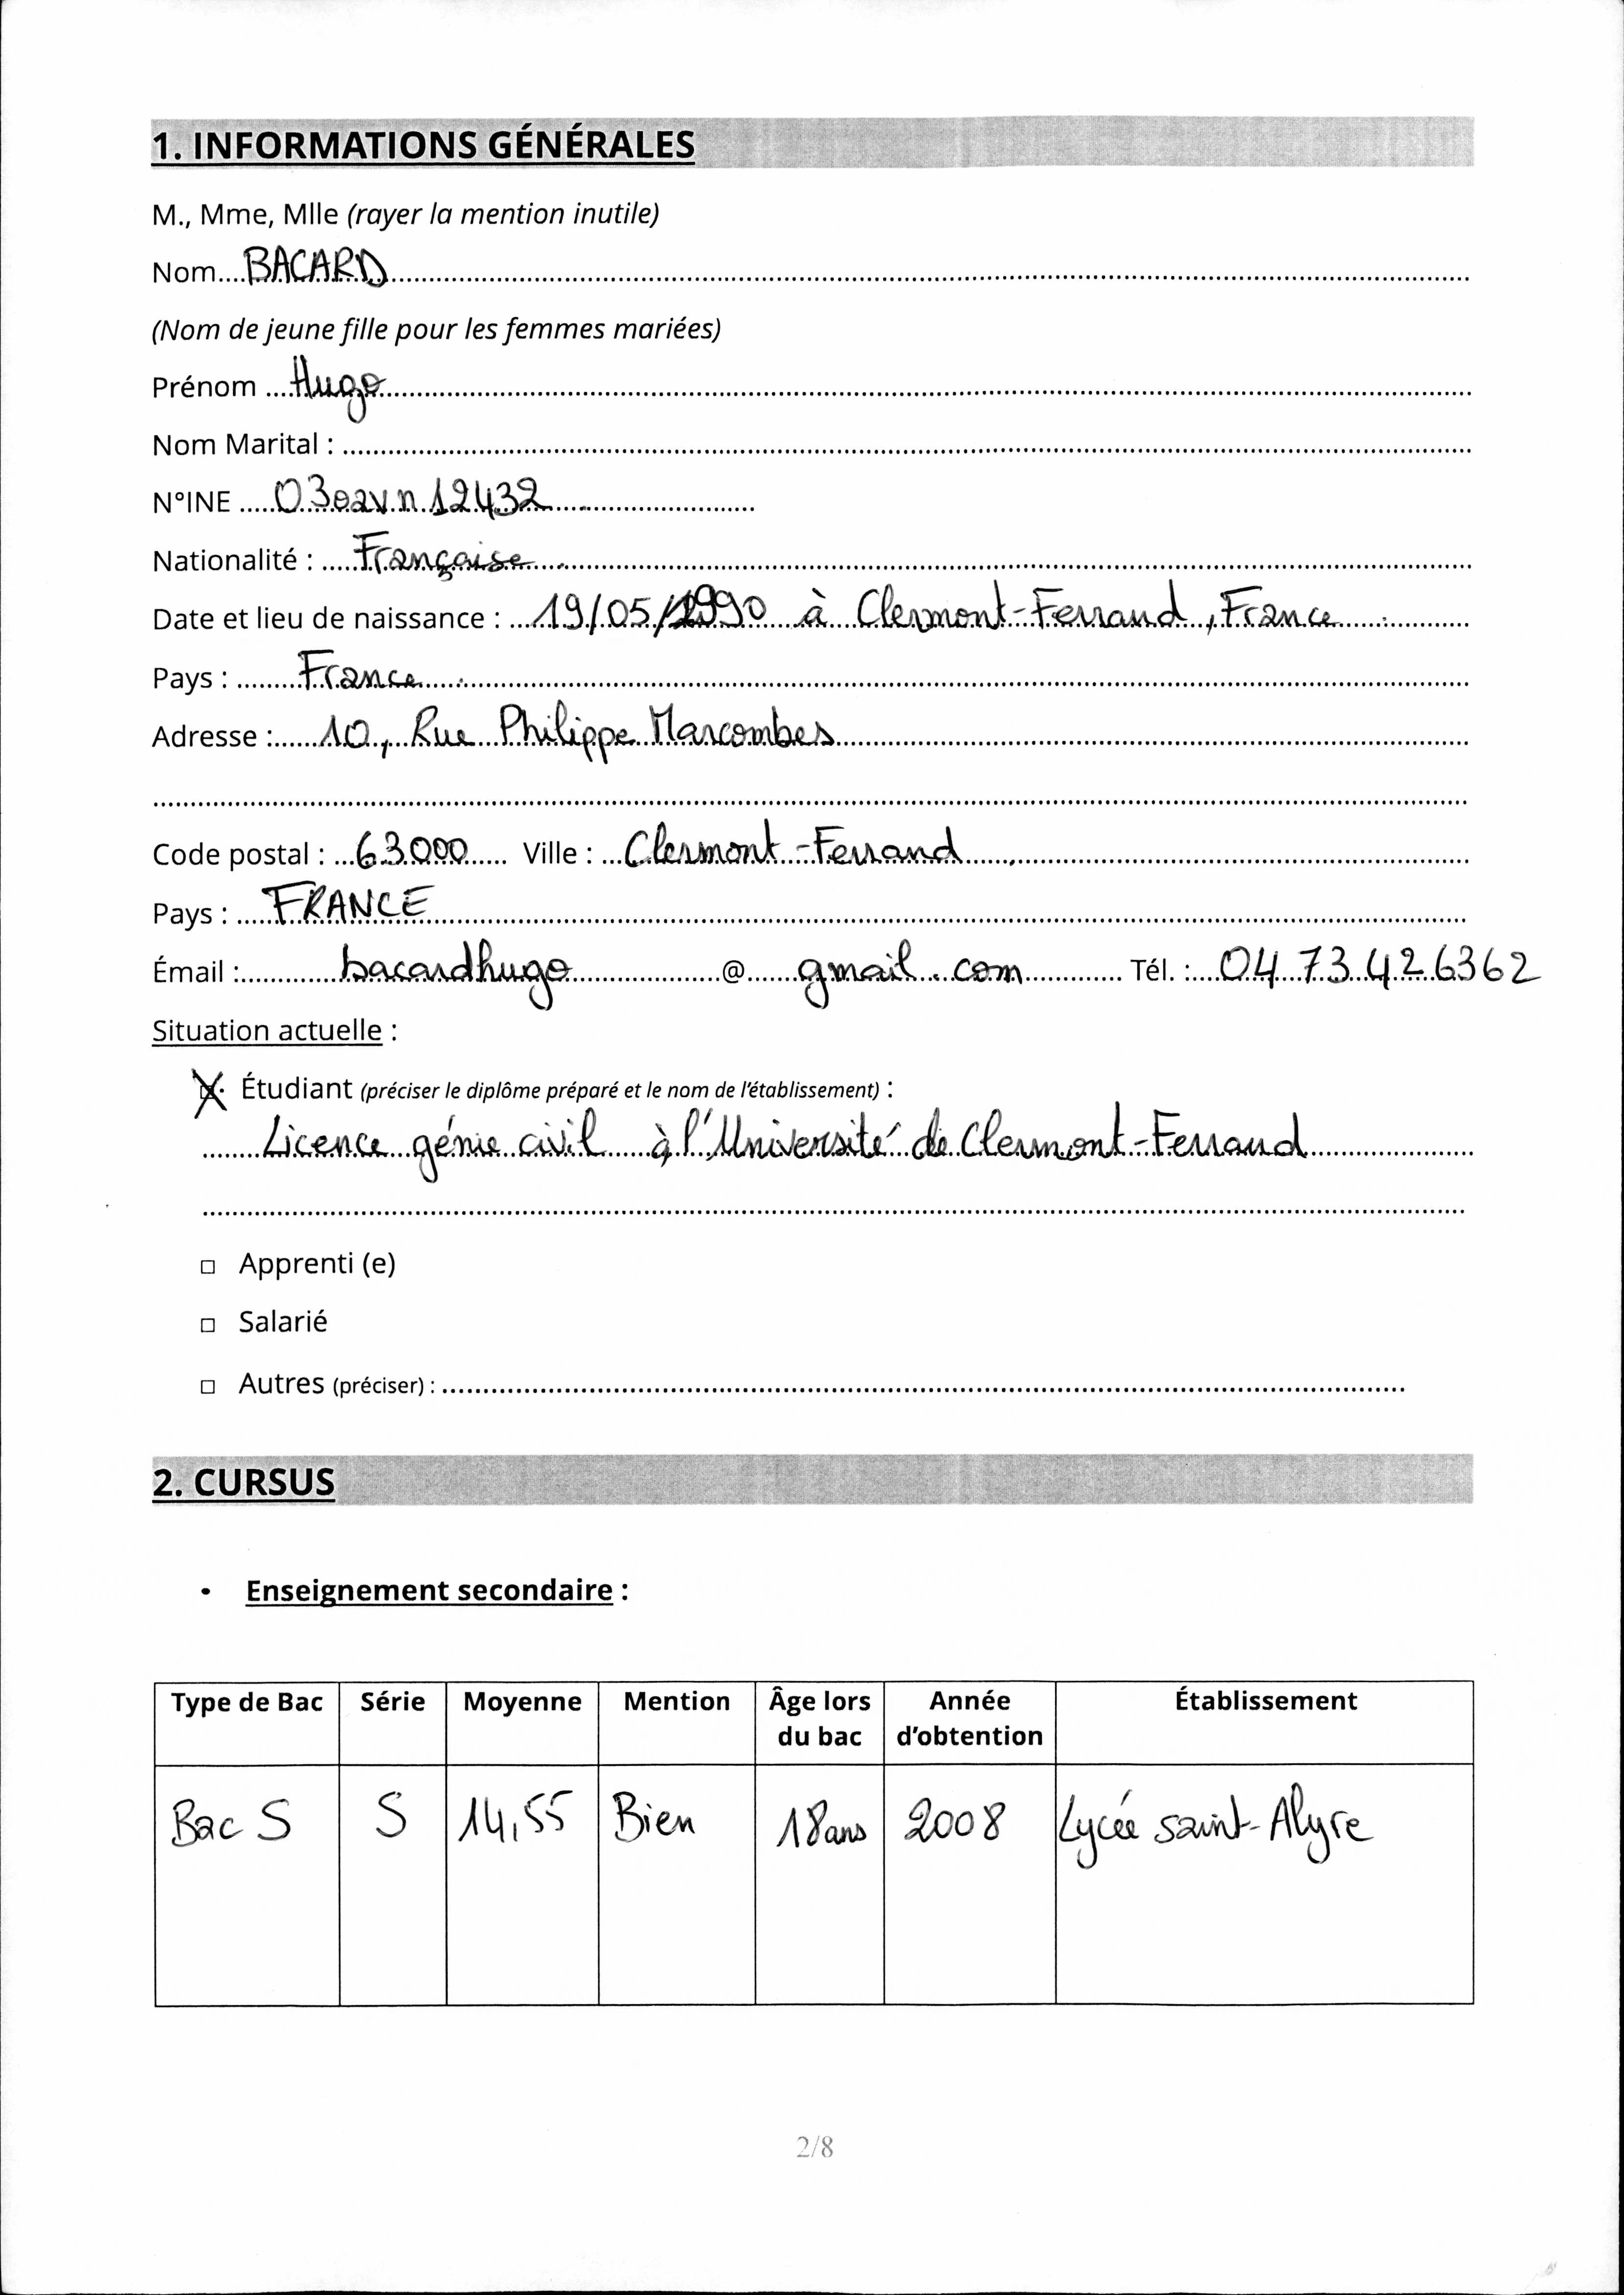 1. INFORMATIONS GÉNÉRALES
M., Mme, Mlle (rayer la mention inutile)
Nom....BACARD
(Nom de jeune fille pour les femmes mariées)
Prénom ....Hugo
Nom Marital :
N°INE .....03oavn12432
Nationalité : .....Française
Date et lieu de naissance : ...19/05/1990 à Clermont-Ferrand, France
Pays : ........France
Adresse :......10, Rue Philippe Marcombes
Code postal : ...63000...... Ville : ...Clermont-Ferrand
Pays : .....FRANCE
Émail :............bacardhugo..................@......gmail.com............ Tél. :....04 73 426362
Situation actuelle :
Étudiant (préciser le diplôme préparé et le nom de l'établissement) :
Licence génie civil à l'Université de Clermont-Ferrand
□ Apprenti (e)
□ Salarié
□ Autres (préciser) :
2. CURSUS
• Enseignement secondaire :
Type de Bac Série Moyenne Mention Âge lors du bac Année d'obtention Établissement
Bac S S 14,55 Bien 18ans 2008 Lycée saint-Alyre
2/8